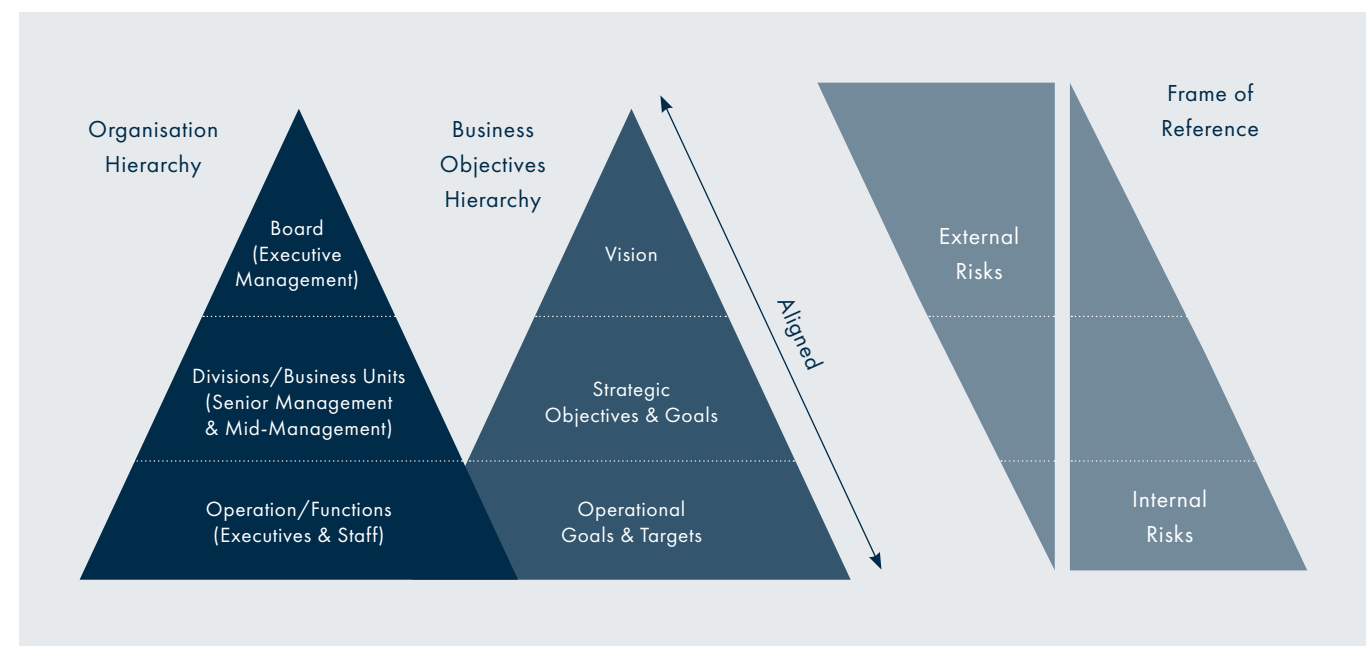 Organisation
Hierarchy
Board
(Executive
Management)
Divisions/Business Units
(Senior Management
& Mid-Management)
Operation/Functions
(Executives & Staff)
Business
Objectives
Hierarchy
Vision
Strategic
Objectives & Goals
Operational
Goals & Targets
Aligned
External
Risks
Frame of
Reference
Internal
Risks